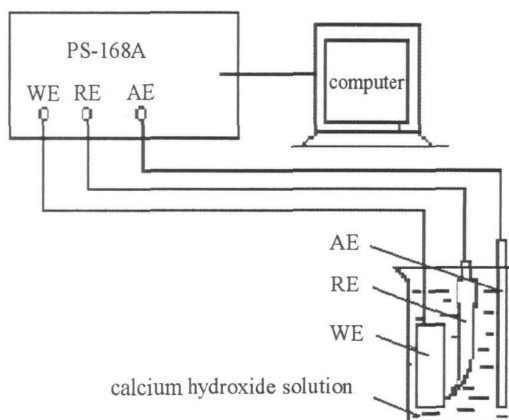 PS-168A
WE RE AE
computer
AE
RE
WE
calcium hydroxide solution